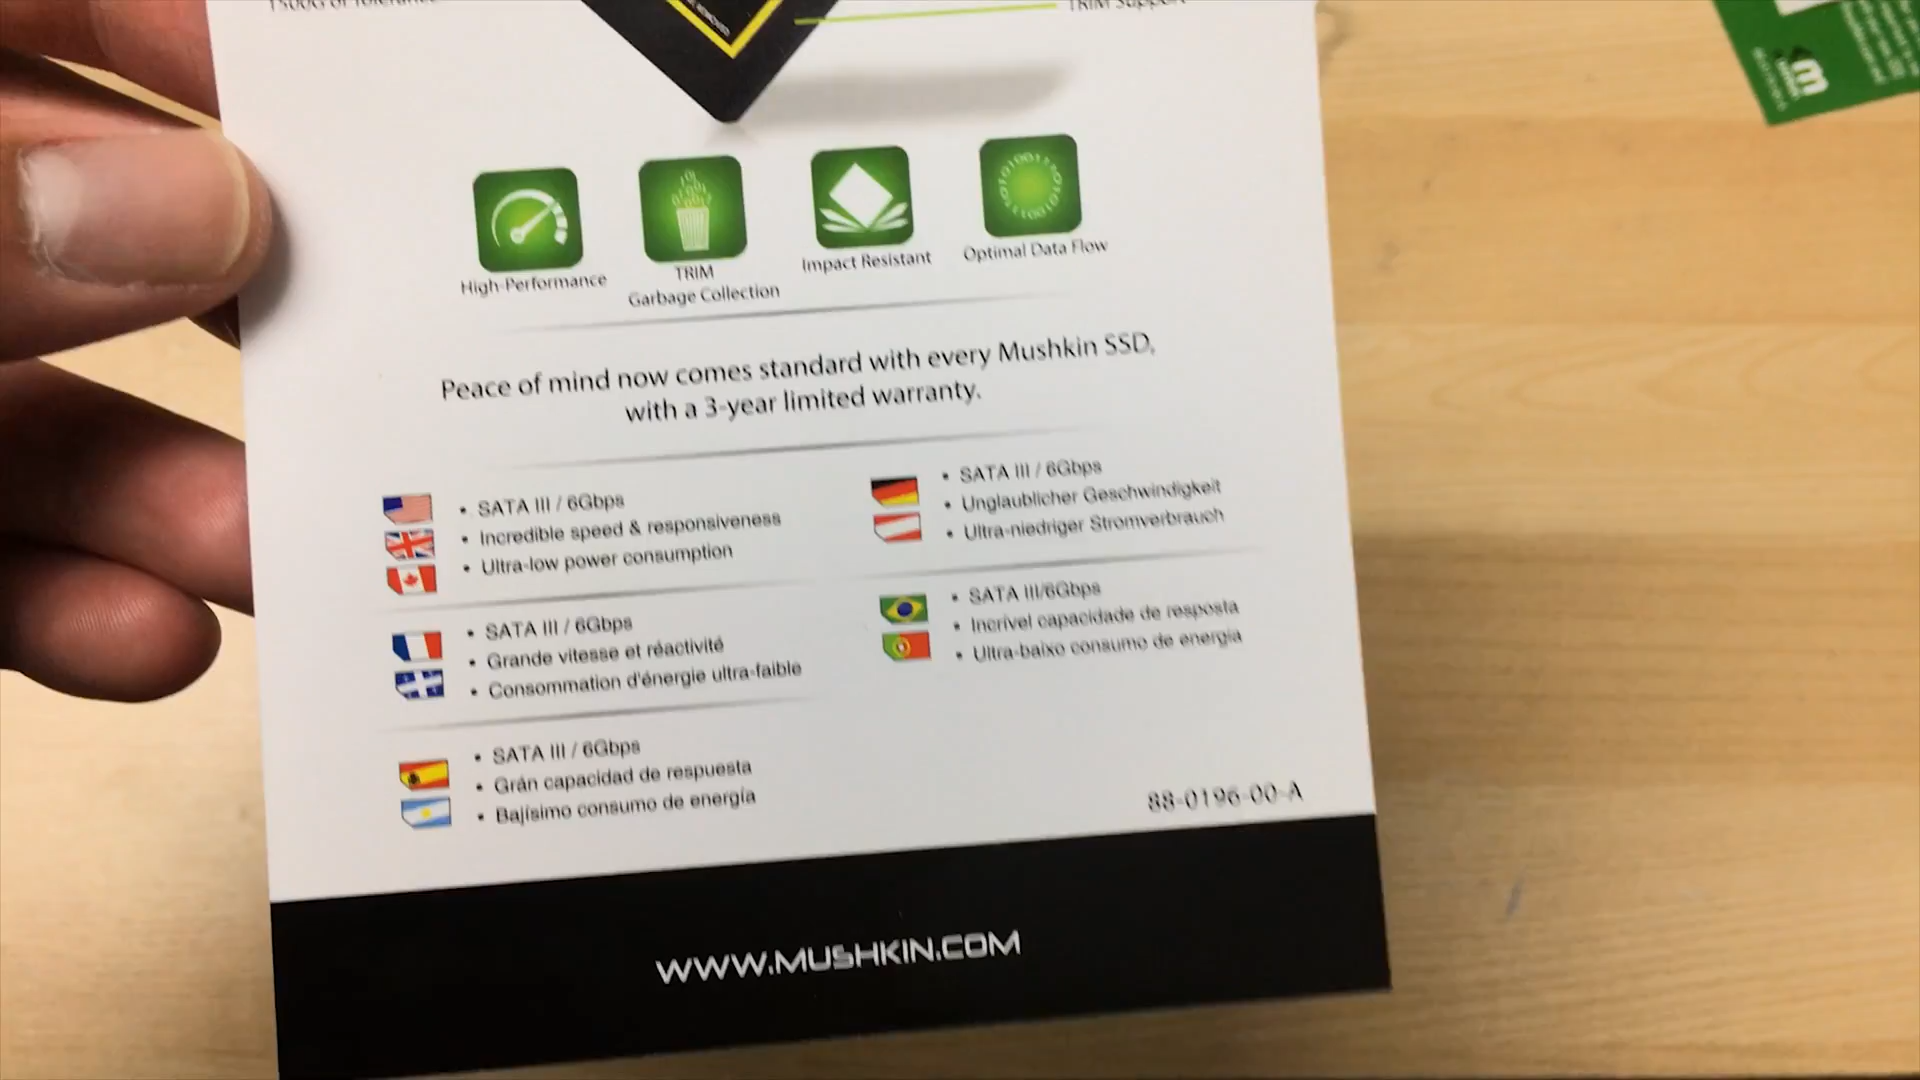 1500G of Tolerance
TRIM Support
High-Performance
TRIM
Garbage Collection
Impact Resistant
Optimal Data Flow
Peace of mind now comes standard with every Mushkin SSD,
with a 3-year limited warranty.
• SATA III / 6Gbps
• Incredible speed & responsiveness
• Ultra-low power consumption
• SATA III / 6Gbps
• Grande vitesse et réactivité
• Consommation d'énergie ultra-faible
• SATA III / 6Gbps
• Grán capacidad de respuesta
• Bajísimo consumo de energía
• SATA III / 6Gbps
• Unglaublicher Geschwindigkeit
• Ultra-niedriger Stromverbrauch
• SATA III/6Gbps
• Incrível capacidade de resposta
• Ultra-baixo consumo de energia
88-0196-00-A
WWW.MUSHKIN.COM